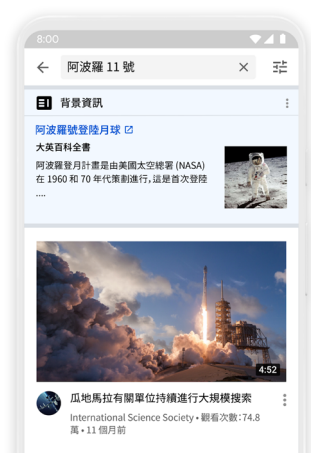 8:00
阿波羅 11 號
背景資訊
阿波羅號登陸月球
大英百科全書
阿波羅登月計畫是由美國太空總署 (NASA)
在 1960 和 70 年代策劃進行，這是首次登陸
....
4:52
瓜地馬拉有關單位持續進行大規模搜索
International Science Society • 觀看次數：74.8
萬 • 11 個月前